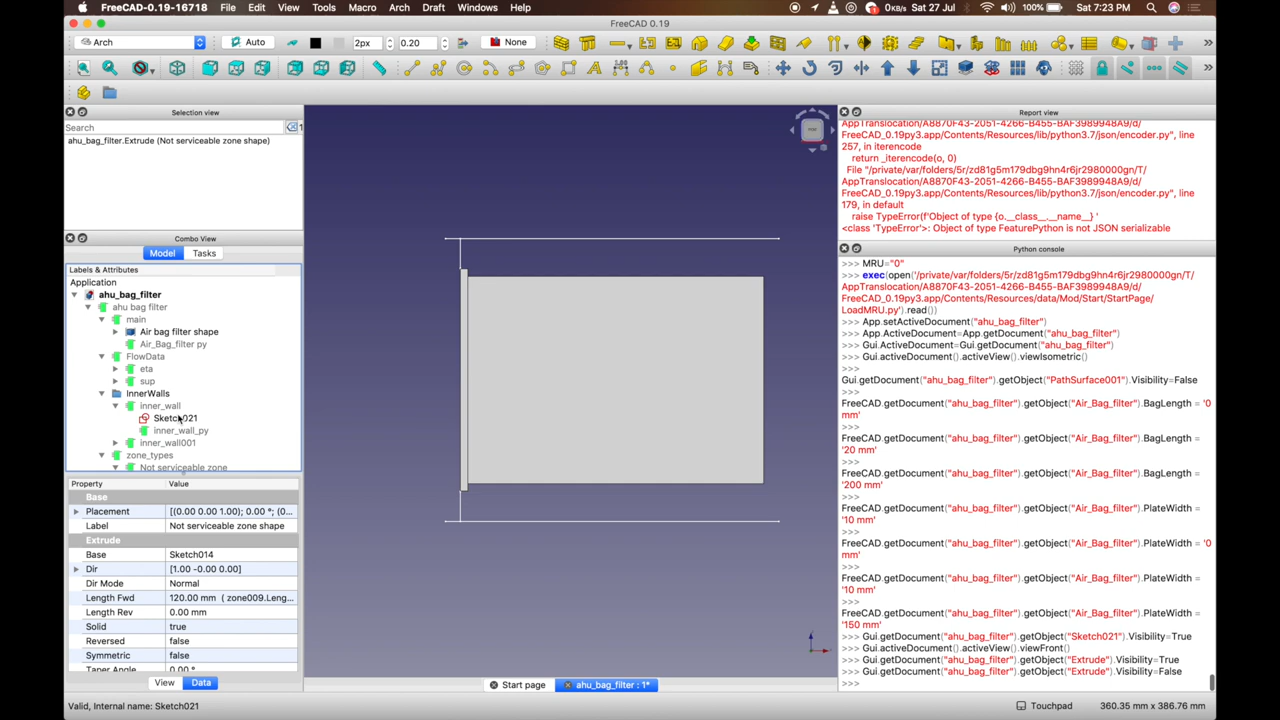 FreeCAD-0.19-16718 File Edit View Tools Macro Arch Draft Windows Help 0Ks 0Ks Sat 27 Jul 100% Sat 7:23 PM
FreeCAD 0.19
Arch Auto 2px 0.20 None
Selection view
Search 1
ahu_bag_filter.Extrude (Not serviceable zone shape)
Combo View
Model Tasks
Labels & Attributes
Application
ahu_bag_filter
ahu bag filter
main
Air bag filter shape
Air_Bag_filter py
FlowData
eta
sup
InnerWalls
inner_wall
Sketch021
inner_wall_py
inner_wall001
zone_types
Not serviceable zone
Property Value
Base
Placement [(0.00 0.00 1.00); 0.00 °; (0...
Label Not serviceable zone shape
Extrude
Base Sketch014
Dir [1.00 -0.00 0.00]
Dir Mode Normal
Length Fwd 120.00 mm ( zone009.Leng...
Length Rev 0.00 mm
Solid true
Reversed false
Symmetric false
Taper Angle 0.00 °
View Data
Start page ahu_bag_filter : 1*
Report view
AppTranslocation/A8870F43-2051-4266-B455-BAF3989948A9/d/
FreeCAD_0.19py3.app/Contents/Resources/lib/python3.7/json/encoder.py", line
257, in iterencode
return _iterencode(o, 0)
File "/private/var/folders/5r/zd81g5m179dbg9hn4r6jr2980000gn/T/
AppTranslocation/A8870F43-2051-4266-B455-BAF3989948A9/d/
FreeCAD_0.19py3.app/Contents/Resources/lib/python3.7/json/encoder.py", line
179, in default
raise TypeError(f'Object of type {o.__class__.__name__} '
<class 'TypeError'>: Object of type FeaturePython is not JSON serializable
Python console
>>> MRU="0"
>>> exec(open('/private/var/folders/5r/zd81g5m179dbg9hn4r6jr2980000gn/T/
AppTranslocation/A8870F43-2051-4266-B455-BAF3989948A9/d/
FreeCAD_0.19py3.app/Contents/Resources/data/Mod/Start/StartPage/
LoadMRU.py').read())
>>> App.setActiveDocument("ahu_bag_filter")
>>> App.ActiveDocument=App.getDocument("ahu_bag_filter")
>>> Gui.ActiveDocument=Gui.getDocument("ahu_bag_filter")
>>> Gui.activeDocument().activeView().viewIsometric()
>>>
Gui.getDocument("ahu_bag_filter").getObject("PathSurface001").Visibility=False
>>>
FreeCAD.getDocument("ahu_bag_filter").getObject("Air_Bag_filter").BagLength = '0
mm'
>>>
FreeCAD.getDocument("ahu_bag_filter").getObject("Air_Bag_filter").BagLength =
'20 mm'
>>>
FreeCAD.getDocument("ahu_bag_filter").getObject("Air_Bag_filter").BagLength =
'200 mm'
>>>
FreeCAD.getDocument("ahu_bag_filter").getObject("Air_Bag_filter").PlateWidth =
'10 mm'
>>>
FreeCAD.getDocument("ahu_bag_filter").getObject("Air_Bag_filter").PlateWidth = '0
mm'
>>>
FreeCAD.getDocument("ahu_bag_filter").getObject("Air_Bag_filter").PlateWidth =
'10 mm'
>>>
FreeCAD.getDocument("ahu_bag_filter").getObject("Air_Bag_filter").PlateWidth =
'150 mm'
>>> Gui.getDocument("ahu_bag_filter").getObject("Sketch021").Visibility=True
>>> Gui.activeDocument().activeView().viewFront()
>>> Gui.getDocument("ahu_bag_filter").getObject("Extrude").Visibility=True
>>> Gui.getDocument("ahu_bag_filter").getObject("Extrude").Visibility=False
>>>
Valid, Internal name: Sketch021 Touchpad 360.35 mm x 386.76 mm